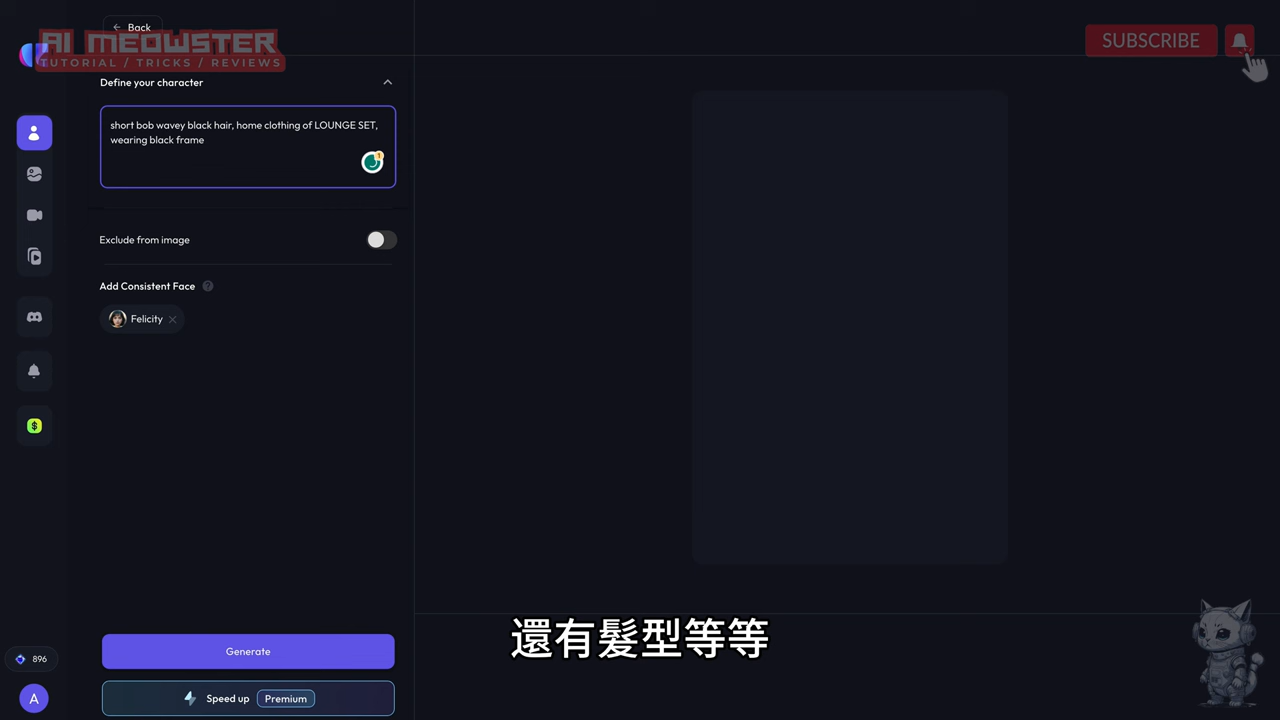 Back
AI MEOWSTER
TUTORIAL / TRICKS / REVIEWS
SUBSCRIBE
Define your character
short bob wavey black hair, home clothing of LOUNGE SET,
wearing black frame
1
Exclude from image
Add Consistent Face ?
Felicity
$
Generate
還有髮型等等
896
A
Speed up Premium